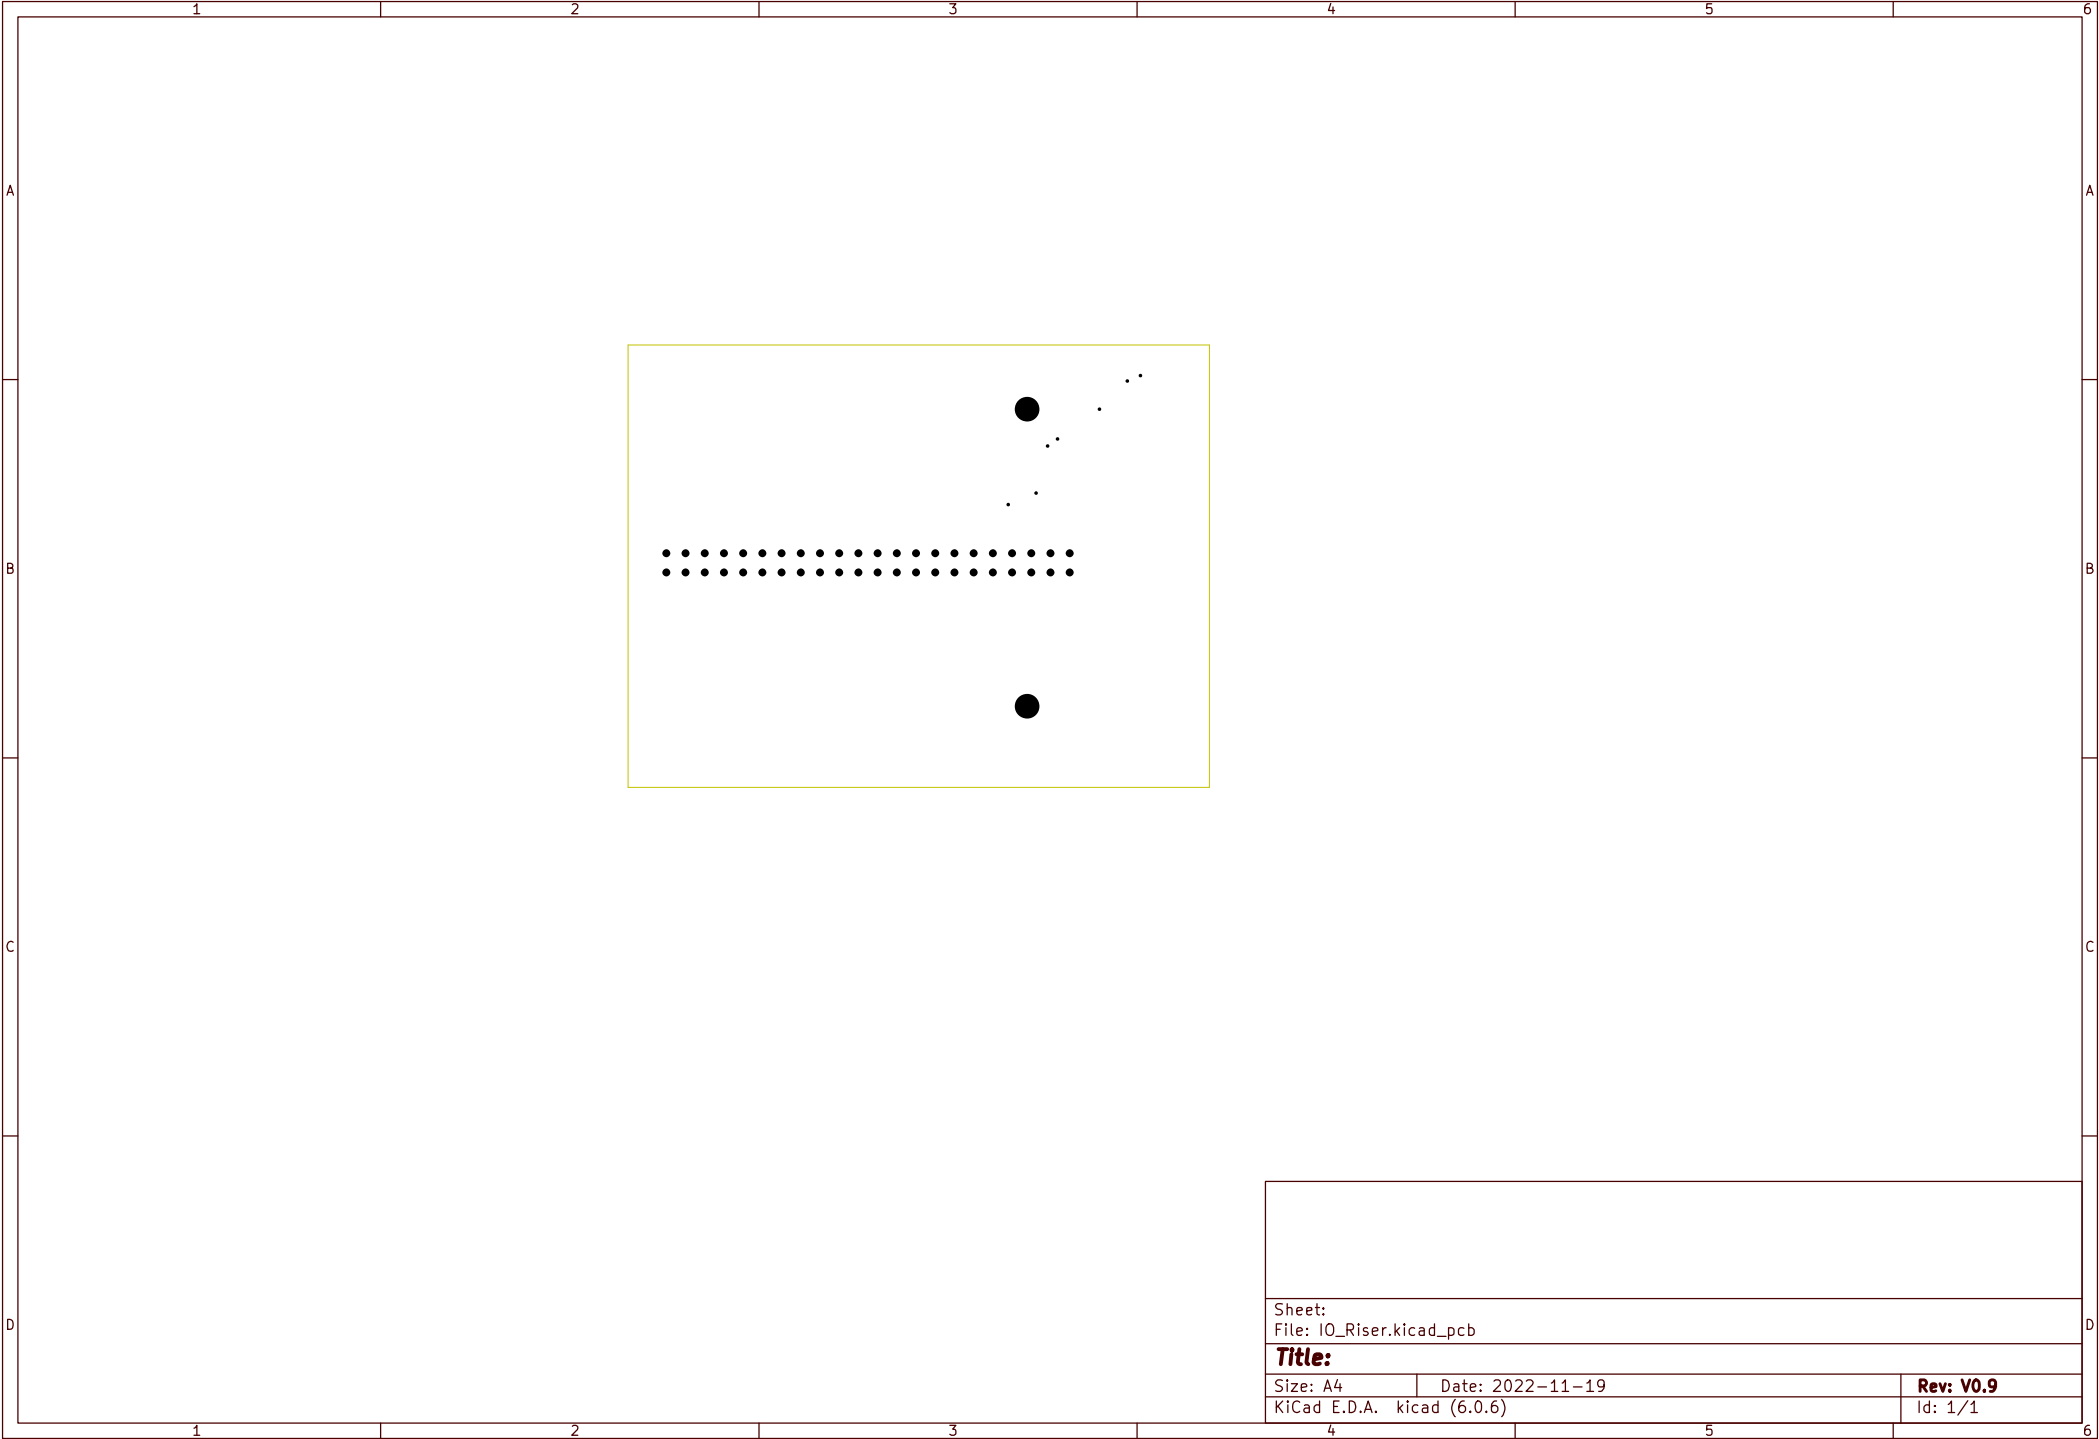 1 2 3 4 5 6
A A
B B
C C
D D
Sheet:
File: IO_Riser.kicad_pcb
Title:
Size: A4 Date: 2022-11-19 Rev: V0.9
KiCad E.D.A. kicad (6.0.6) Id: 1/1
1 2 3 4 5 6